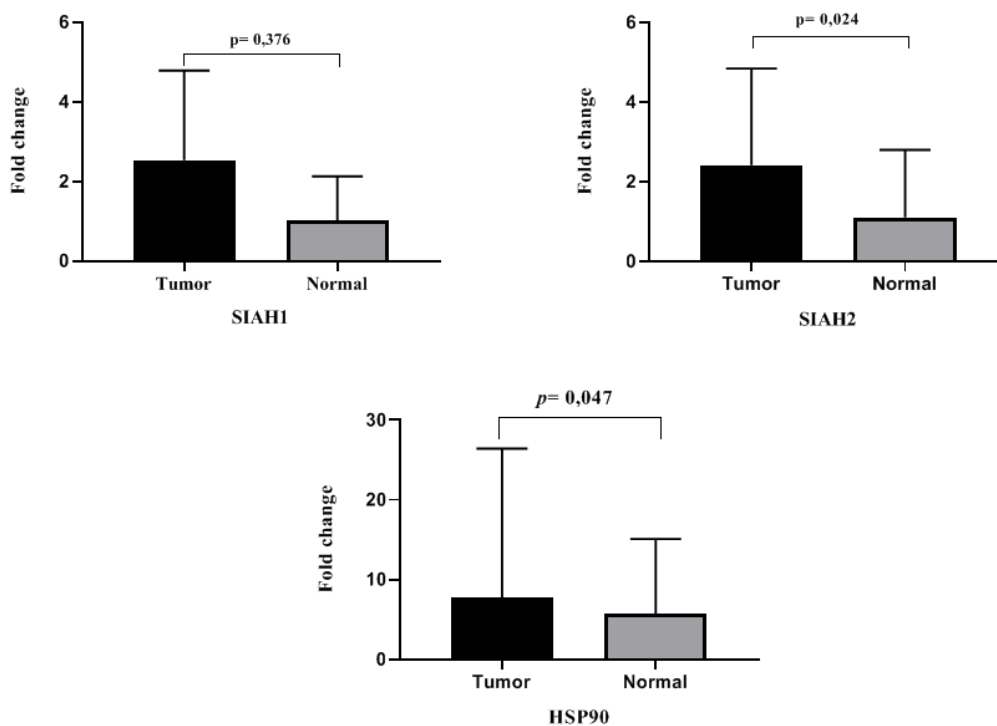 Fold change
6
4
2
0
p= 0,376
Tumor Normal
SIAH1
Fold change
6
4
2
0
p= 0,024
Tumor Normal
SIAH2
Fold change
30
20
10
0
p= 0,047
Tumor Normal
HSP90